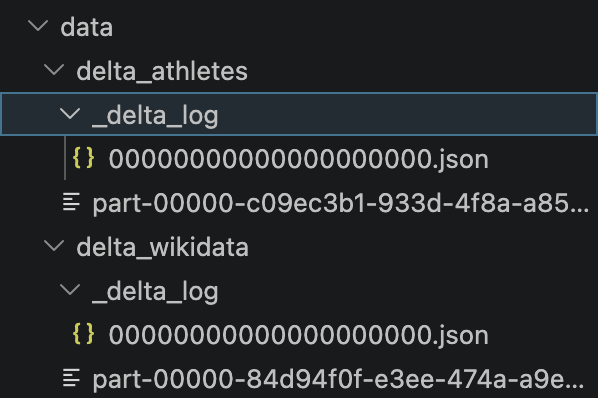 data
delta_athletes
_delta_log
{} 00000000000000000000.json
part-00000-c09ec3b1-933d-4f8a-a85...
delta_wikidata
_delta_log
{} 00000000000000000000.json
part-00000-84d94f0f-e3ee-474a-a9e...